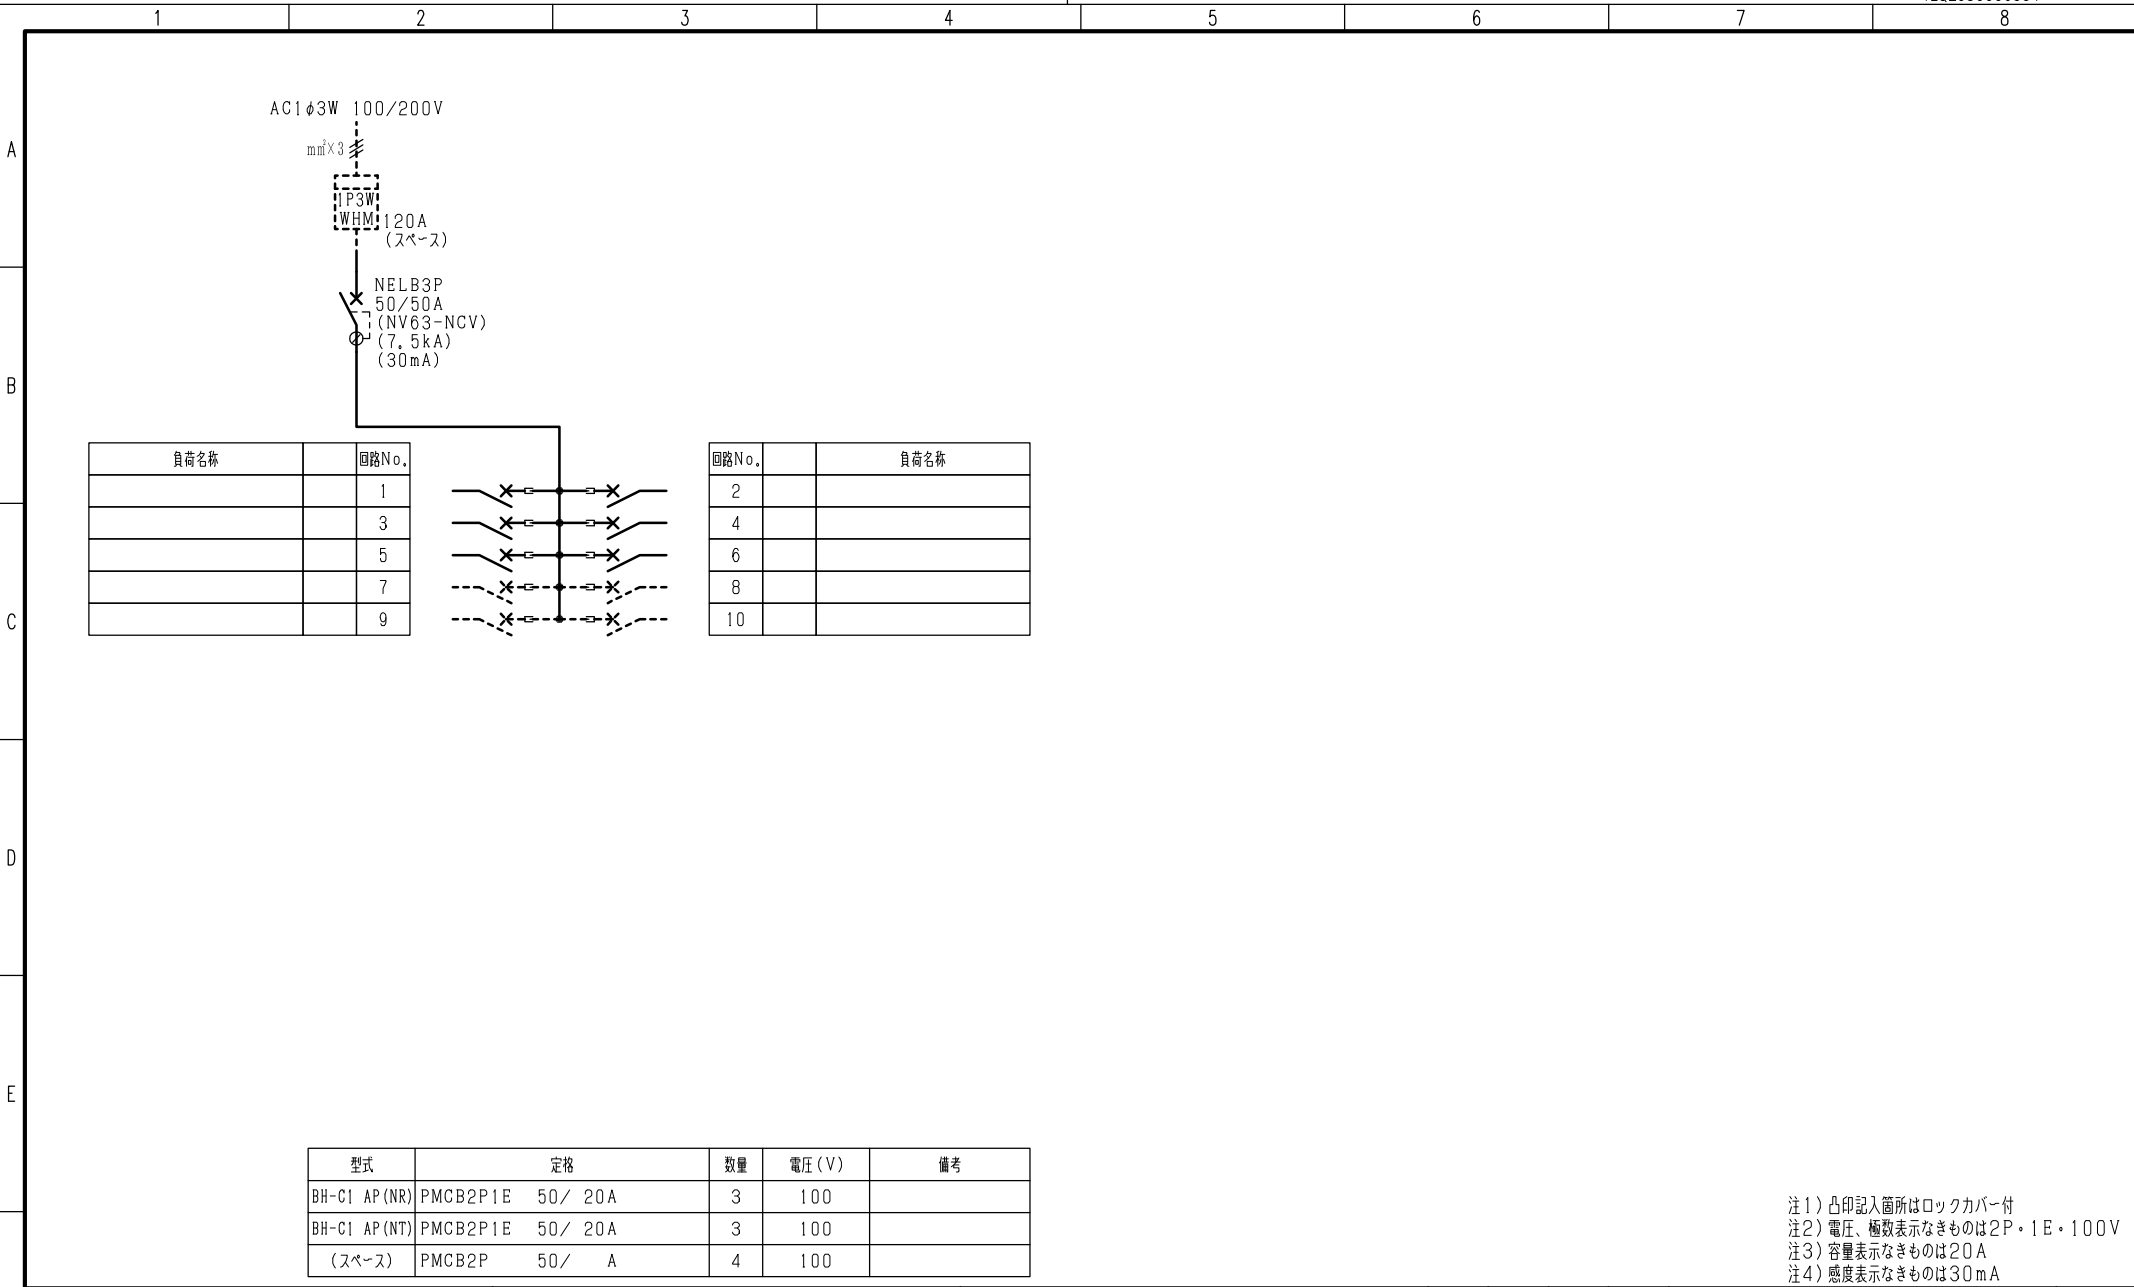 1 2 3 4 5 6 7 8
A
B
C
D
E
AC1φ3W 100/200V
mm²×3
1P3W
WHM
120A
(スペース)
NELB3P
50/50A
(NV63-NCV)
(7.5kA)
(30mA)
負荷名称 回路No. 回路No. 負荷名称
1 2
3 4
5 6
7 8
9 10
型式 定格 数量 電圧(V) 備考
BH-C1 AP(NR) PMCB2P1E 50/ 20A 3 100
BH-C1 AP(NT) PMCB2P1E 50/ 20A 3 100
(スペース) PMCB2P 50/ A 4 100
注1)凸印記入箇所はロックカバー付
注2)電圧、極数表示なきものは2P・1E・100V
注3)容量表示なきものは20A
注4)感度表示なきものは30mA